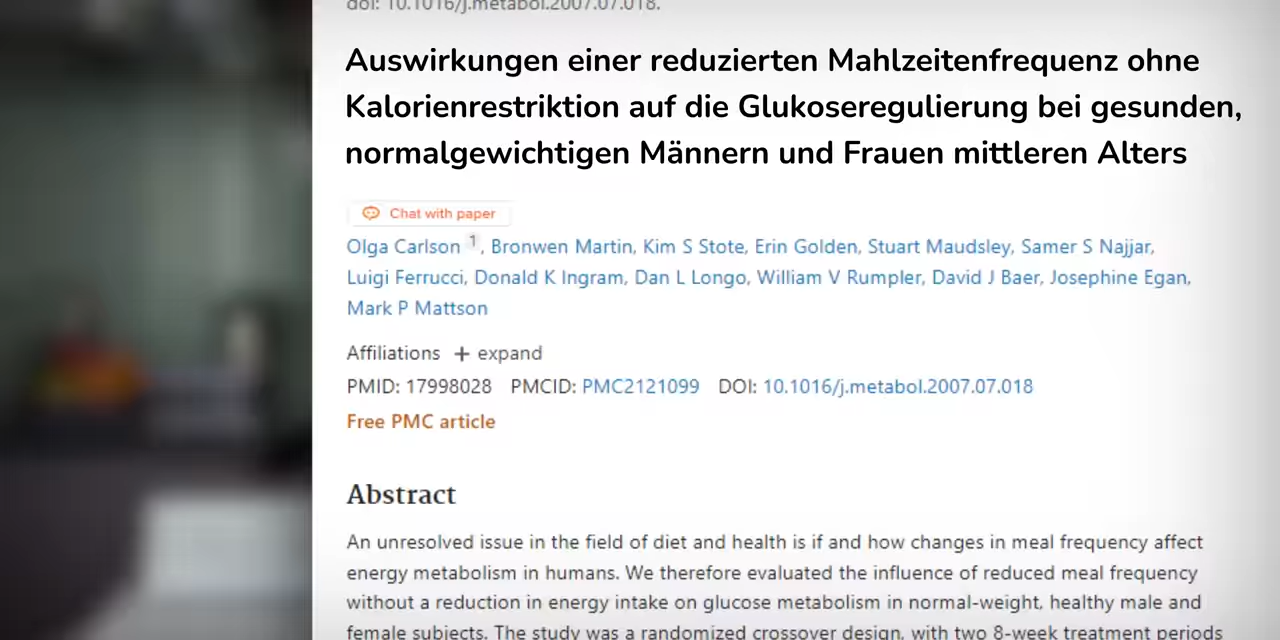 doi: 10.1016/j.metabol.2007.07.018.
Auswirkungen einer reduzierten Mahlzeitenfrequenz ohne
Kalorienrestriktion auf die Glukoseregulierung bei gesunden,
normalgewichtigen Männern und Frauen mittleren Alters
Chat with paper
Olga Carlson 1, Bronwen Martin, Kim S Stote, Erin Golden, Stuart Maudsley, Samer S Najjar,
Luigi Ferrucci, Donald K Ingram, Dan L Longo, William V Rumpler, David J Baer, Josephine Egan,
Mark P Mattson
Affiliations + expand
PMID: 17998028 PMCID: PMC2121099 DOI: 10.1016/j.metabol.2007.07.018
Free PMC article
Abstract
An unresolved issue in the field of diet and health is if and how changes in meal frequency affect
energy metabolism in humans. We therefore evaluated the influence of reduced meal frequency
without a reduction in energy intake on glucose metabolism in normal-weight, healthy male and
female subjects. The study was a randomized crossover design, with two 8-week treatment periods